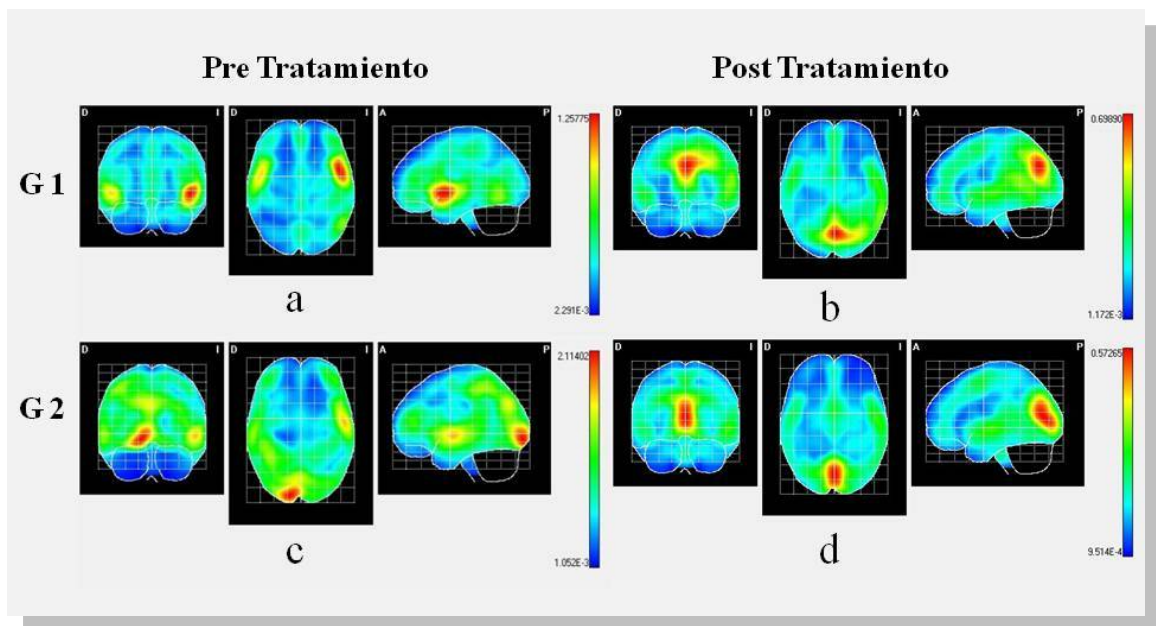 Pre Tratamiento
Post Tratamiento
G 1
D I
D I
A P
1.25775
2.291E-3
a
D I
D I
A P
0.69890
1.172E-3
b
G 2
D I
D I
A P
2.11402
1.052E-3
c
D I
D I
A P
0.57265
9.514E-4
d